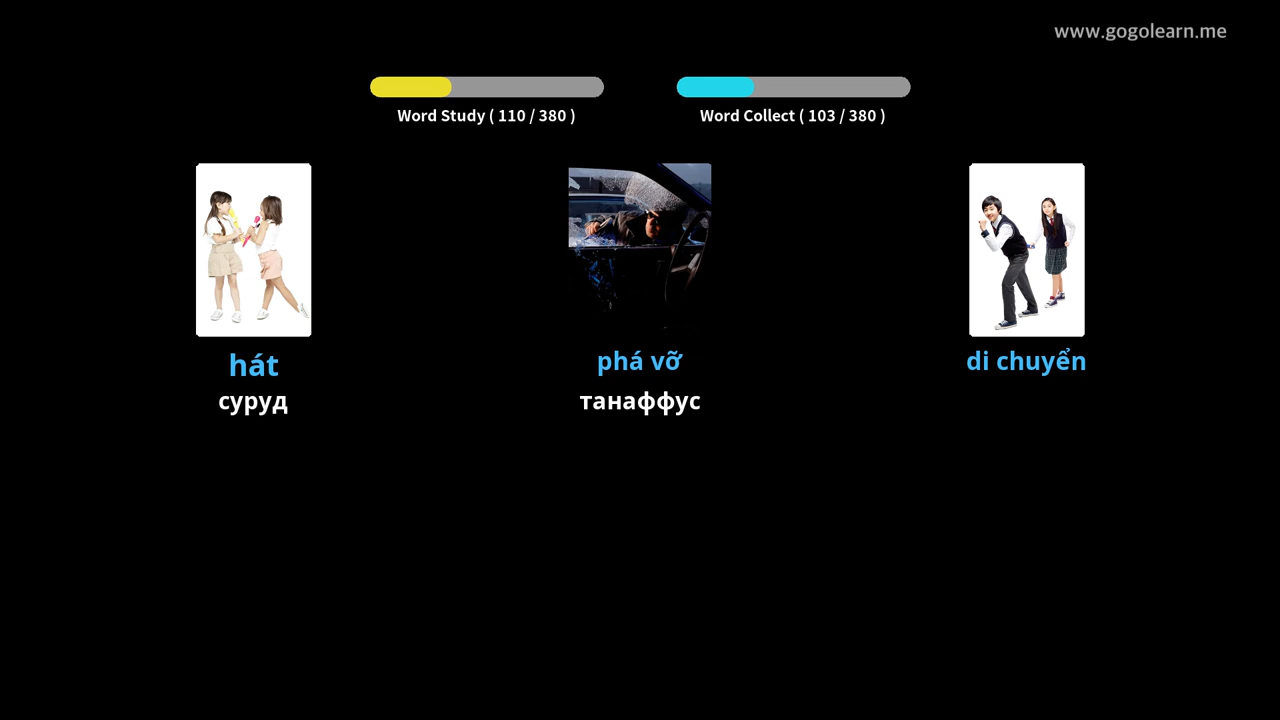 www.gogolearn.me
Word Study ( 110 / 380 )
Word Collect ( 103 / 380 )
hát
phá vỡ
di chuyển
суруд
танаффус